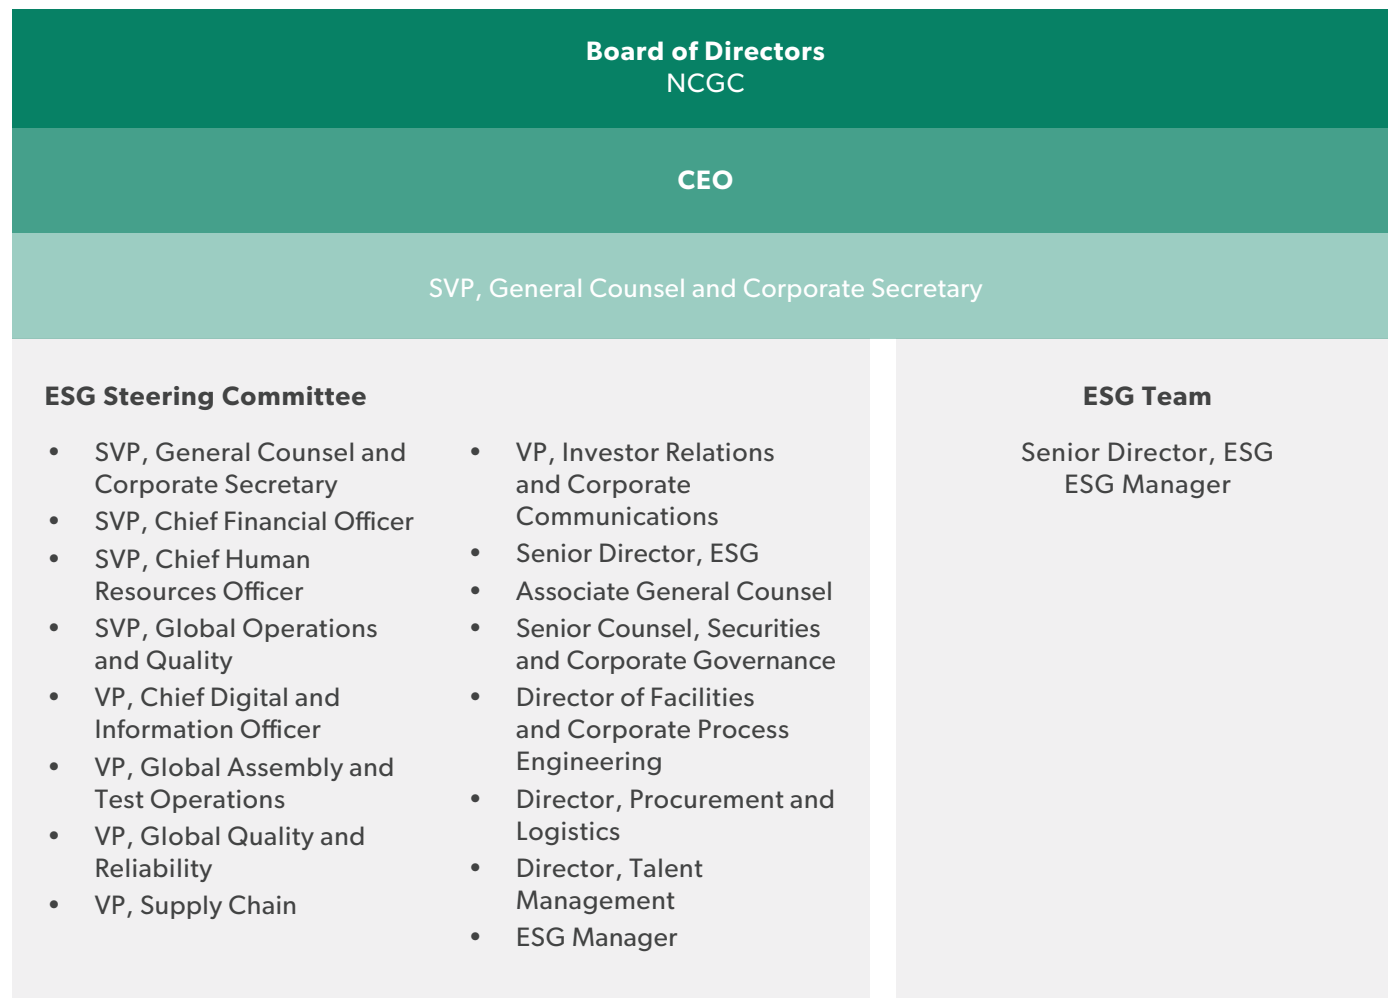 Board of Directors
NCGC
CEO
SVP, General Counsel and Corporate Secretary
ESG Steering Committee
• SVP, General Counsel and
Corporate Secretary
• SVP, Chief Financial Officer
• SVP, Chief Human
Resources Officer
• SVP, Global Operations
and Quality
• VP, Chief Digital and
Information Officer
• VP, Global Assembly and
Test Operations
• VP, Global Quality and
Reliability
• VP, Supply Chain
• VP, Investor Relations
and Corporate
Communications
• Senior Director, ESG
• Associate General Counsel
• Senior Counsel, Securities
and Corporate Governance
• Director of Facilities
and Corporate Process
Engineering
• Director, Procurement and
Logistics
• Director, Talent
Management
• ESG Manager
ESG Team
Senior Director, ESG
ESG Manager